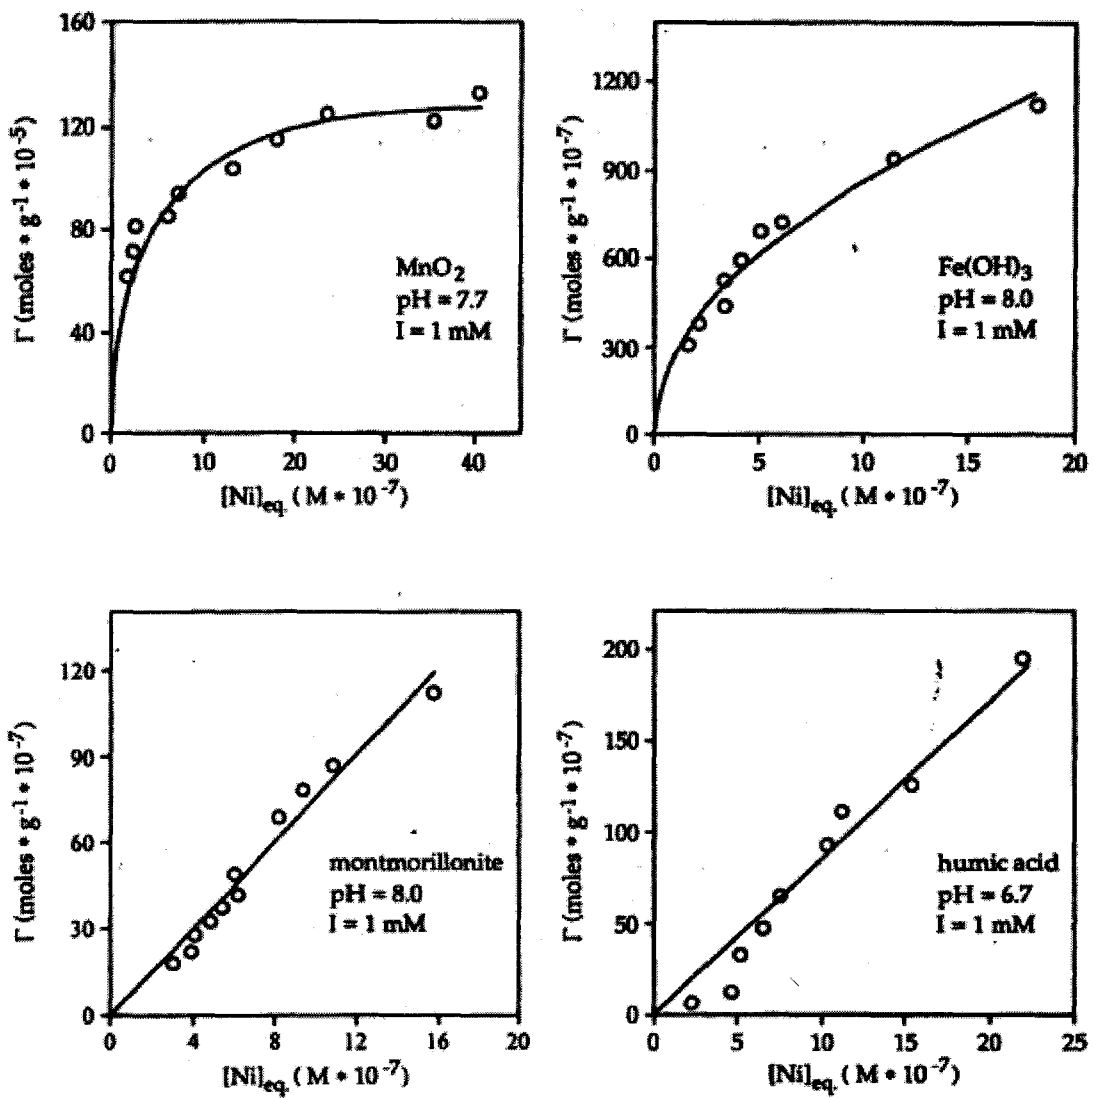 160
120
80
40
0
0 10 20 30 40
Γ (moles * g⁻¹ * 10⁻⁵)
[Ni]eq. ( M * 10⁻⁷)
MnO₂
pH = 7.7
I = 1 mM
1200
900
600
300
0
0 5 10 15 20
Γ (moles * g⁻¹ * 10⁻⁷)
[Ni]eq. ( M * 10⁻⁷)
Fe(OH)₃
pH = 8.0
I = 1 mM
120
90
60
30
0
0 4 8 12 16 20
Γ (moles * g⁻¹ * 10⁻⁷)
[Ni]eq. ( M * 10⁻⁷)
montmorillonite
pH = 8.0
I = 1 mM
200
150
100
50
0
0 5 10 15 20 25
Γ (moles * g⁻¹ * 10⁻⁷)
[Ni]eq. ( M * 10⁻⁷)
humic acid
pH = 6.7
I = 1 mM